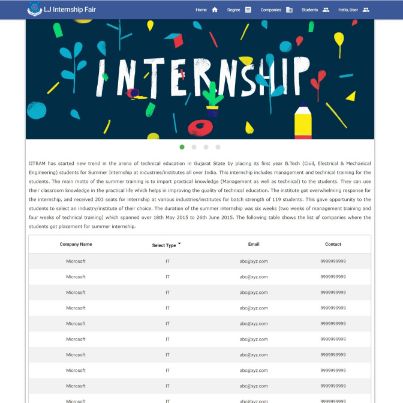 LJ Internship Fair
Home Degree Companies Students Hello, User
INTERNSHIP
IITRAM has started new trend in the arena of technical education in Gujarat State by placing its first year B.Tech (Civil, Electrical & Mechanical
Engineering) students for Summer Internship at industries/institutes all over India. This internship includes management and technical training for the
students. The main motto of the summer training is to impart practical knowledge (Management as well as technical) to the students. They can use
their classroom knowledge in the practical life which helps in improving the quality of technical education. The institute got overwhelming response for
the internship, and received 200 seats for internship at various industries/institutes for batch strength of 119 students. This gave opportunity to the
students to select an industry/institute of their choice. The duration of the summer internship was six weeks (two weeks of management training and
four weeks of technical training) which spanned over 18th May 2015 to 26th June 2015. The following table shows the list of companies where the
students got placement for summer internship.
Company Name Select Type Email Contact
Microsoft IT abc@xyz.com 9999999999
Microsoft IT abc@xyz.com 9999999999
Microsoft IT abc@xyz.com 9999999999
Microsoft IT abc@xyz.com 9999999999
Microsoft IT abc@xyz.com 9999999999
Microsoft IT abc@xyz.com 9999999999
Microsoft IT abc@xyz.com 9999999999
Microsoft IT abc@xyz.com 9999999999
Microsoft IT abc@xyz.com 9999999999
Microsoft IT abc@xyz.com 9999999999